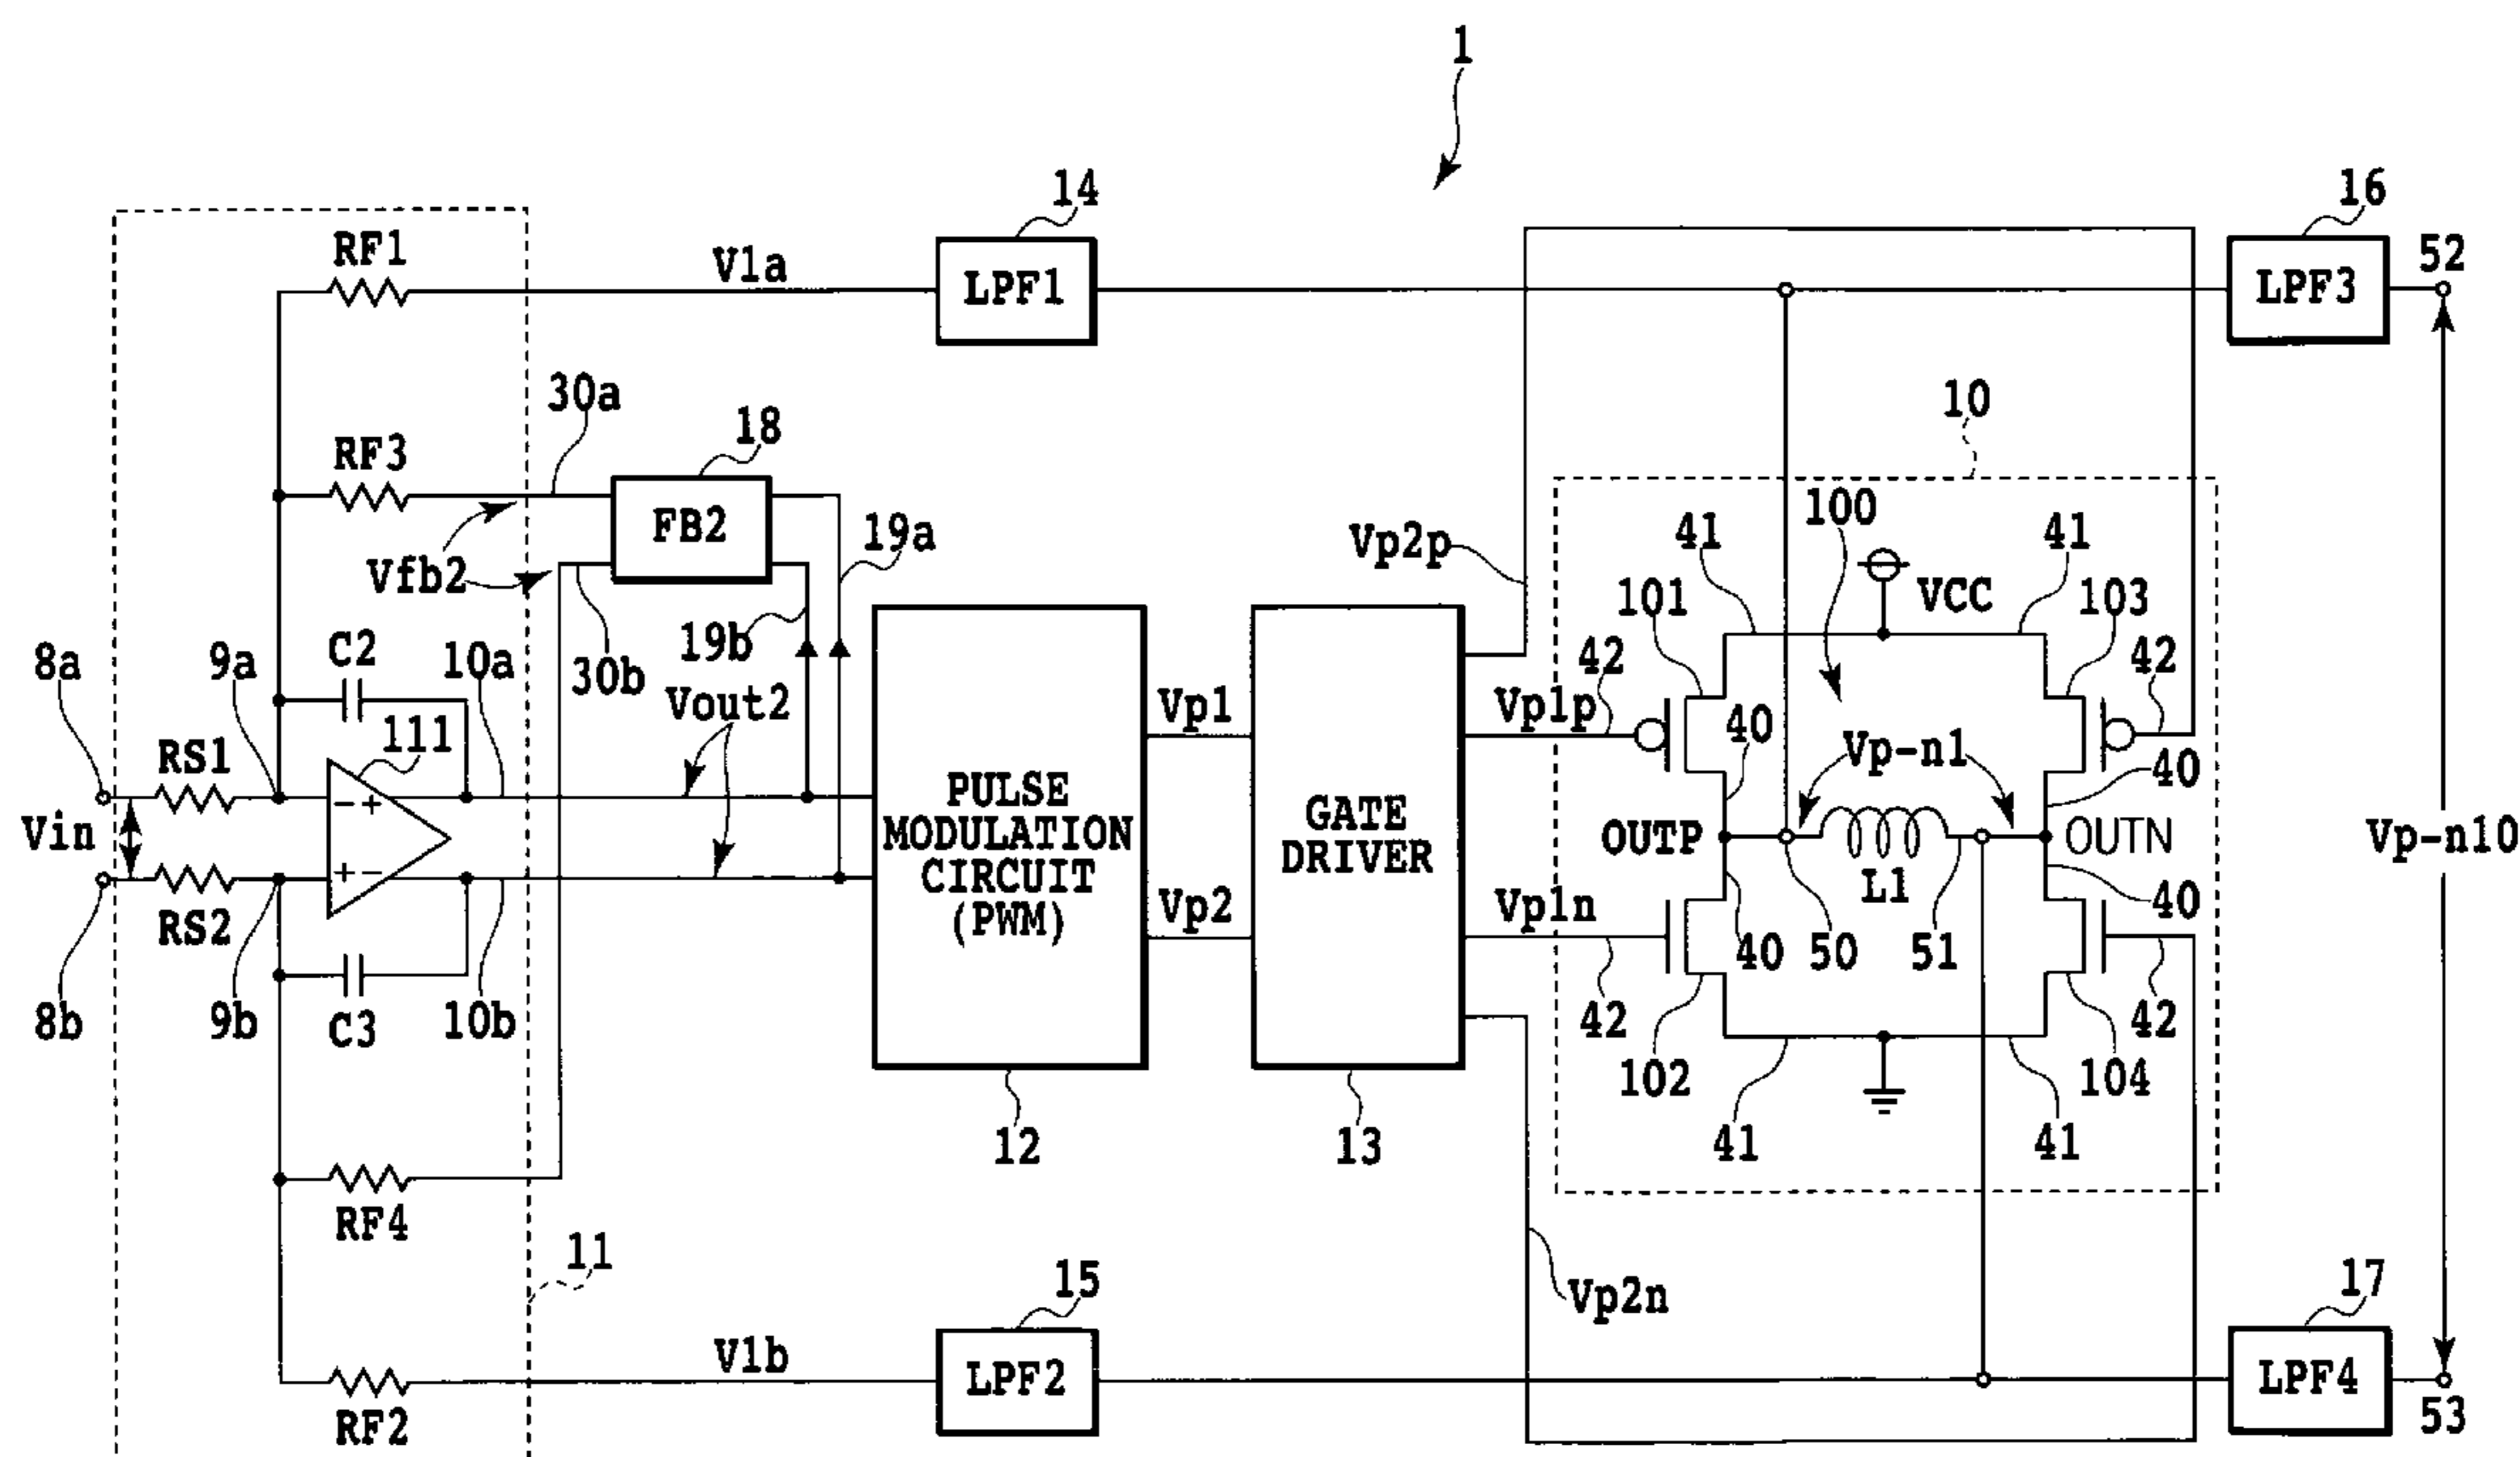 1
14
16
RF1
V1a
LPF1
LPF3
52
30a
18
10
RF3
FB2
19a
Vp2p
41
100
41
Vfb2
101
VCC
103
19b
30b
42
42
8a
9a
C2
10a
Vout2
Vp1
Vp1p
40
111
RS1
-+
Vp-n1
40
Vin
PULSE
MODULATION
CIRCUIT
(PWM)
GATE
DRIVER
OUTP
OUTN
Vp-n10
+-
L1
RS2
Vp2
Vp1n
40
40
50
51
8b
9b
C3
10b
42
42
102
104
12
13
41
41
RF4
11
15
Vp2n
17
V1b
LPF2
LPF4
RF2
53